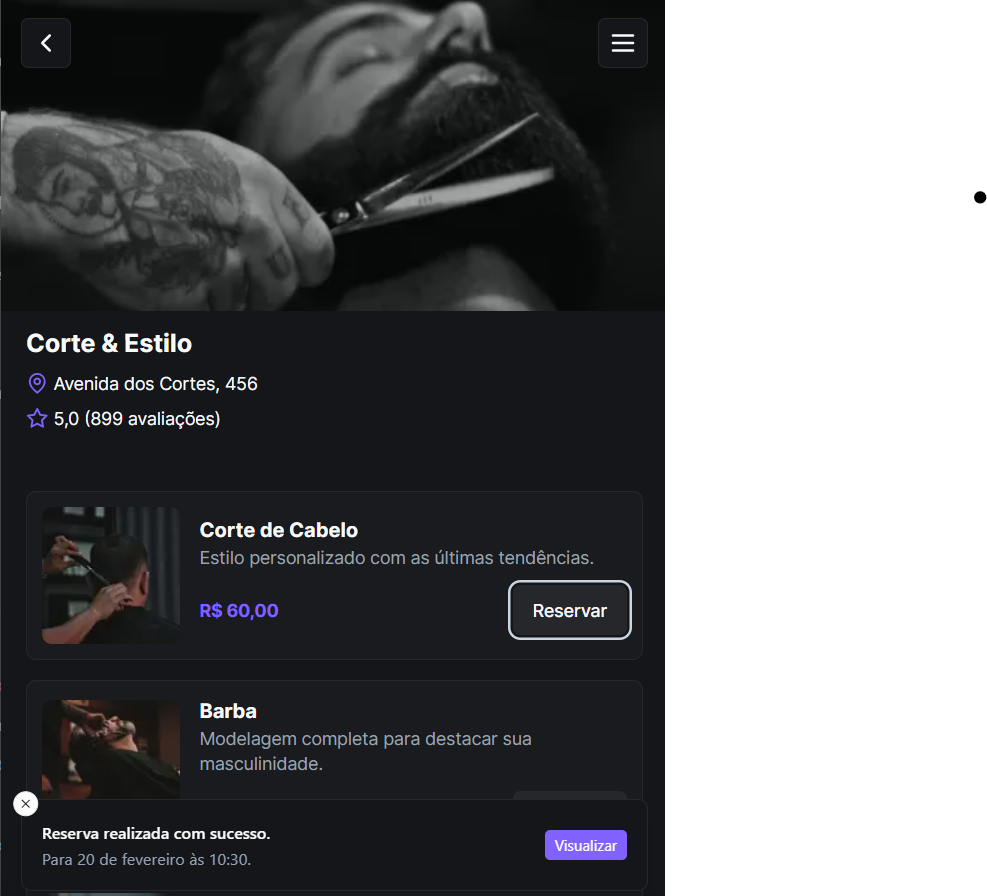 Corte & Estilo
Avenida dos Cortes, 456
5,0 (899 avaliações)
Corte de Cabelo
Estilo personalizado com as últimas tendências.
R$ 60,00
Reservar
Barba
Modelagem completa para destacar sua
masculinidade.
Reserva realizada com sucesso.
Para 20 de fevereiro às 10:30.
Visualizar